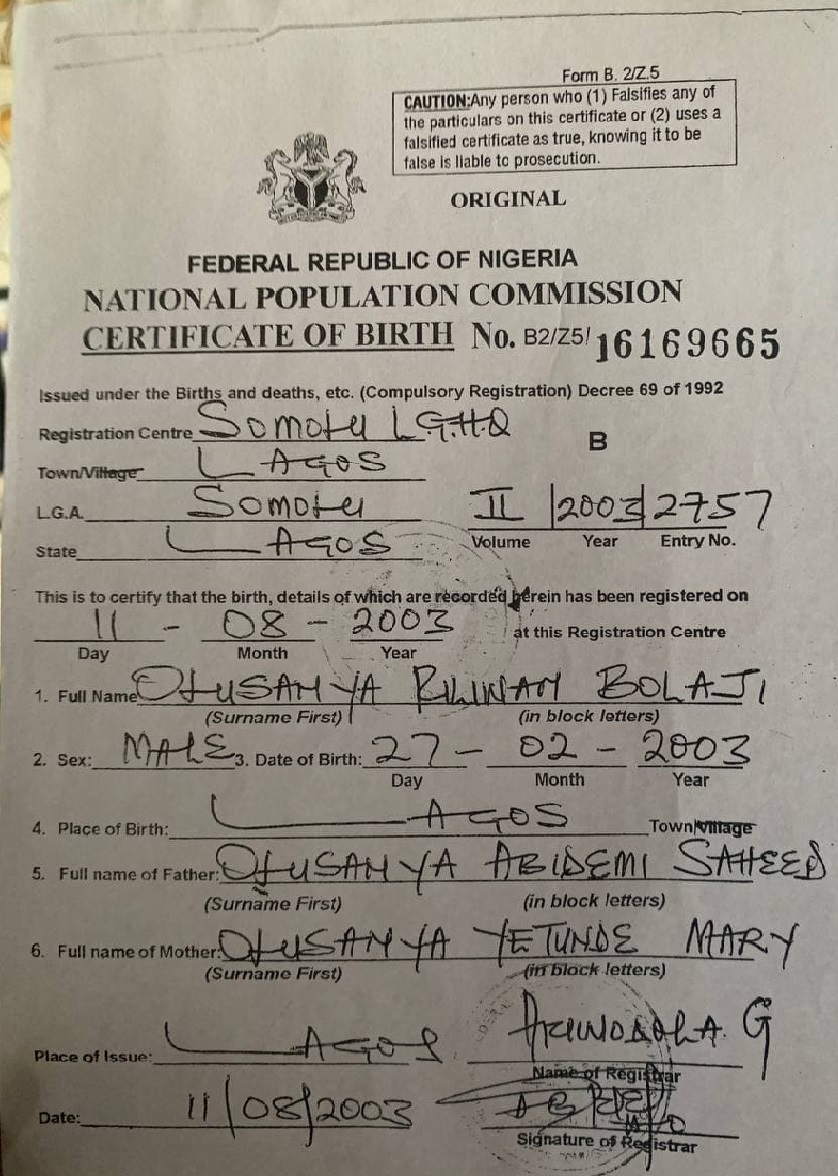 Form B. 2/Z.5
CAUTION:Any person who (1) Falsifies any of
the particulars on this certificate or (2) uses a
falsified certificate as true, knowing it to be
false is liable to prosecution.
ORIGINAL
FEDERAL REPUBLIC OF NIGERIA
NATIONAL POPULATION COMMISSION
CERTIFICATE OF BIRTH No. B2/Z5/ 16169665
Issued under the Births and deaths, etc. (Compulsory Registration) Decree 69 of 1992
Registration Centre Somolu L.G.H.Q
B
Town/Village LAGOS
L.G.A. Somolu II 2003 2757
Volume Year Entry No.
State LAGOS
This is to certify that the birth, details of which are recorded herein has been registered on
11 - 08 - 2003 at this Registration Centre
Day Month Year
1. Full Name OLUSANYA RILIWAN BOLAJI
(Surname First) (in block letters)
2. Sex: MALE 3. Date of Birth: 27 - 02 - 2003
Day Month Year
4. Place of Birth: LAGOS Town/Village
5. Full name of Father: OLUSANYA ABIDEMI SAHEED
(Surname First) (in block letters)
6. Full name of Mother: OLUSANYA YETUNDE MARY
(Surname First) (in block letters)
Place of Issue: LAGOS G
Name of Registrar
Date: 11/08/2003
Signature of Registrar